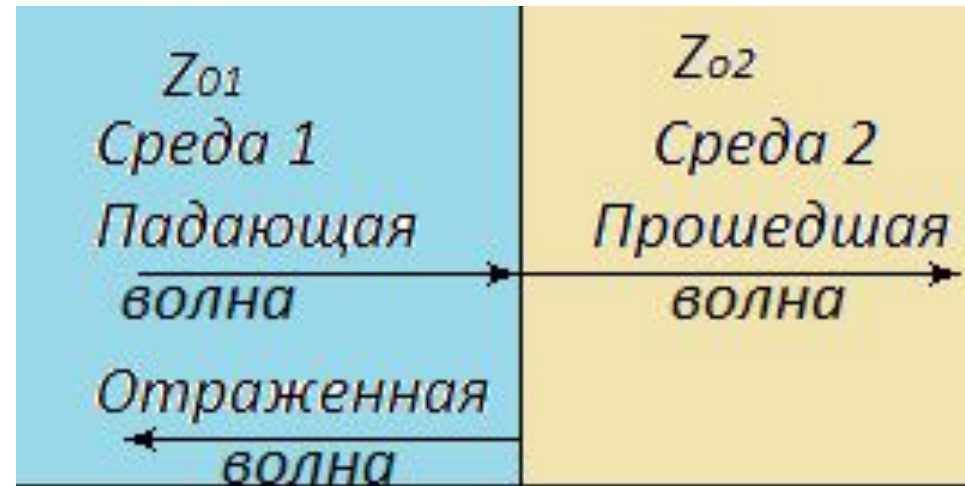 Z01
Среда 1
Падающая
волна
Отраженная
волна
Zo2
Среда 2
Прошедшая
волна